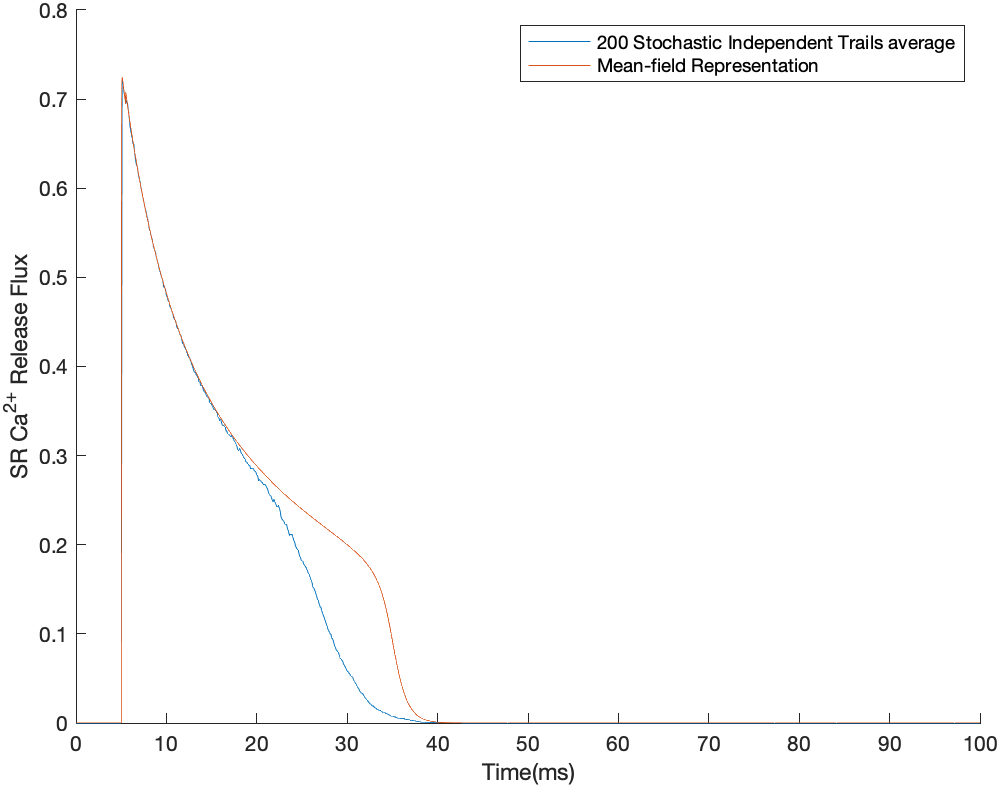 0.8
0.7
0.6
0.5
0.4
0.3
0.2
0.1
0
SR Ca2+ Release Flux
200 Stochastic Independent Trails average
Mean-field Representation
0 10 20 30 40 50 60 70 80 90 100
Time(ms)